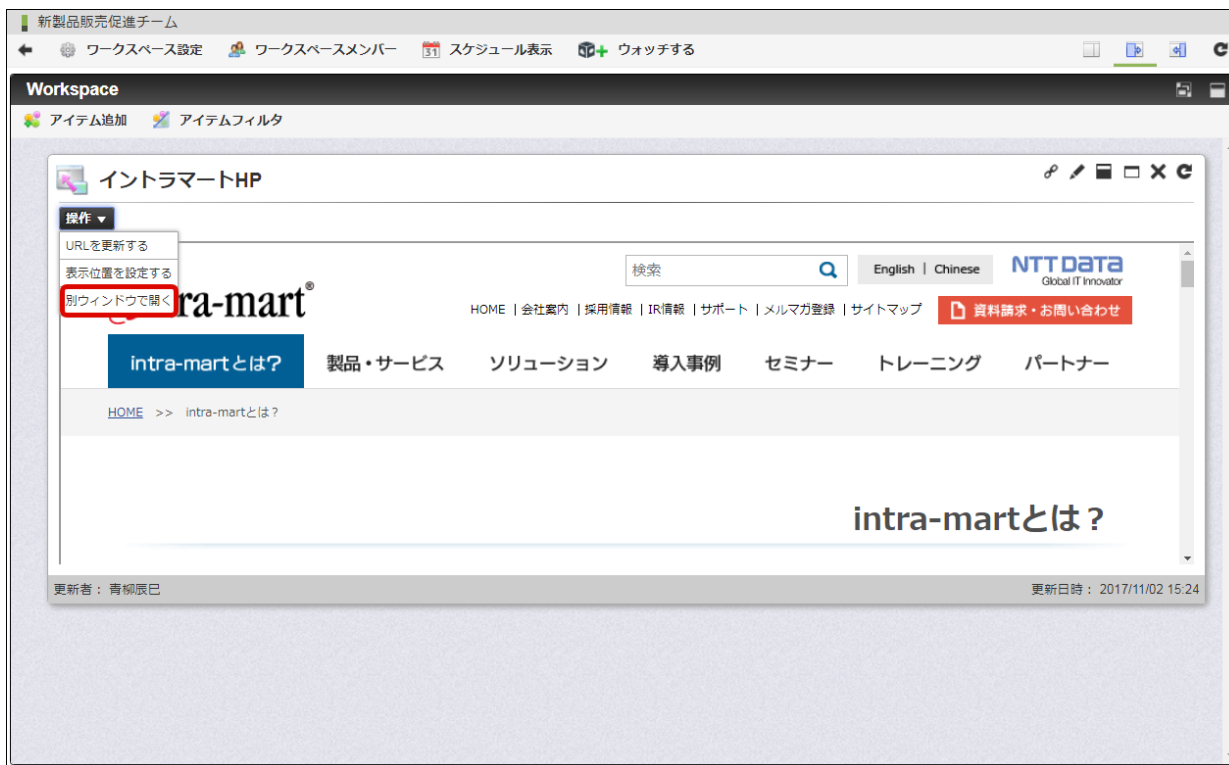 新製品販売促進チーム
ワークスペース設定 ワークスペースメンバー 31 スケジュール表示 ウォッチする
Workspace
アイテム追加 アイテムフィルタ
イントラマートHP
操作 ▼
URLを更新する
表示位置を設定する
別ウィンドウで開く
ra-mart®
検索 English | Chinese NTT DATA
Global IT Innovator
HOME | 会社案内 | 採用情報 | IR情報 | サポート | メルマガ登録 | サイトマップ 資料請求・お問い合わせ
intra-martとは? 製品・サービス ソリューション 導入事例 セミナー トレーニング パートナー
HOME >> intra-martとは?
intra-martとは?
更新者: 青柳辰巳 更新日時: 2017/11/02 15:24